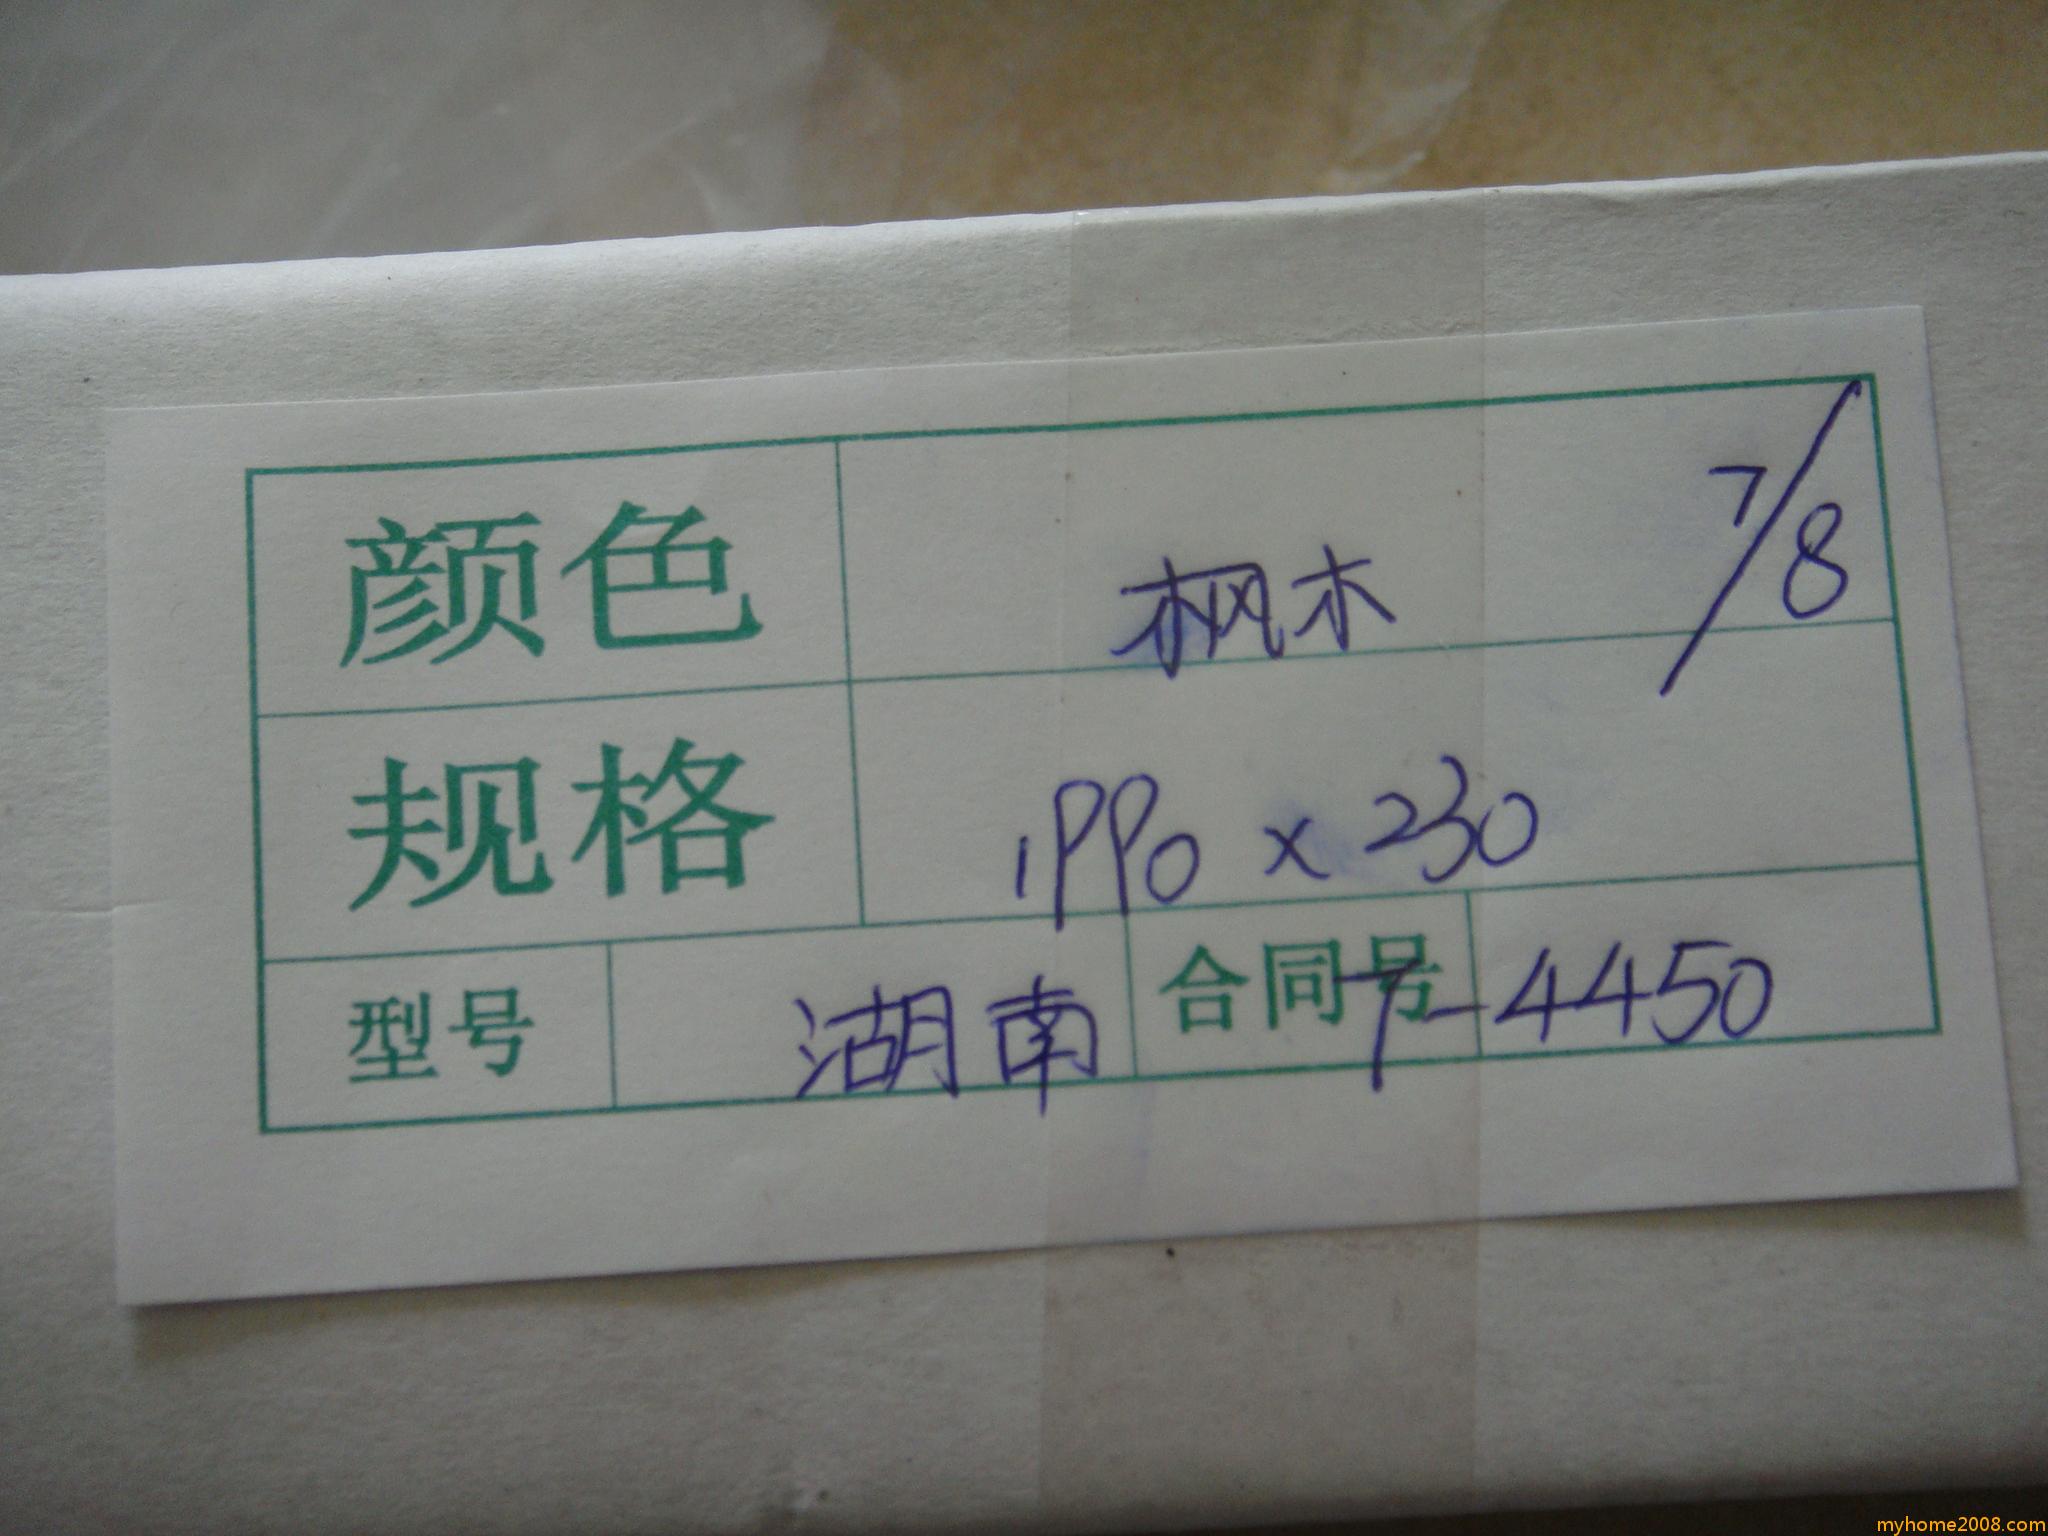 颜色 枫木 7/8
规格 1990 x 230
型号 湖南 合同号 7-4450
myhome2008.com